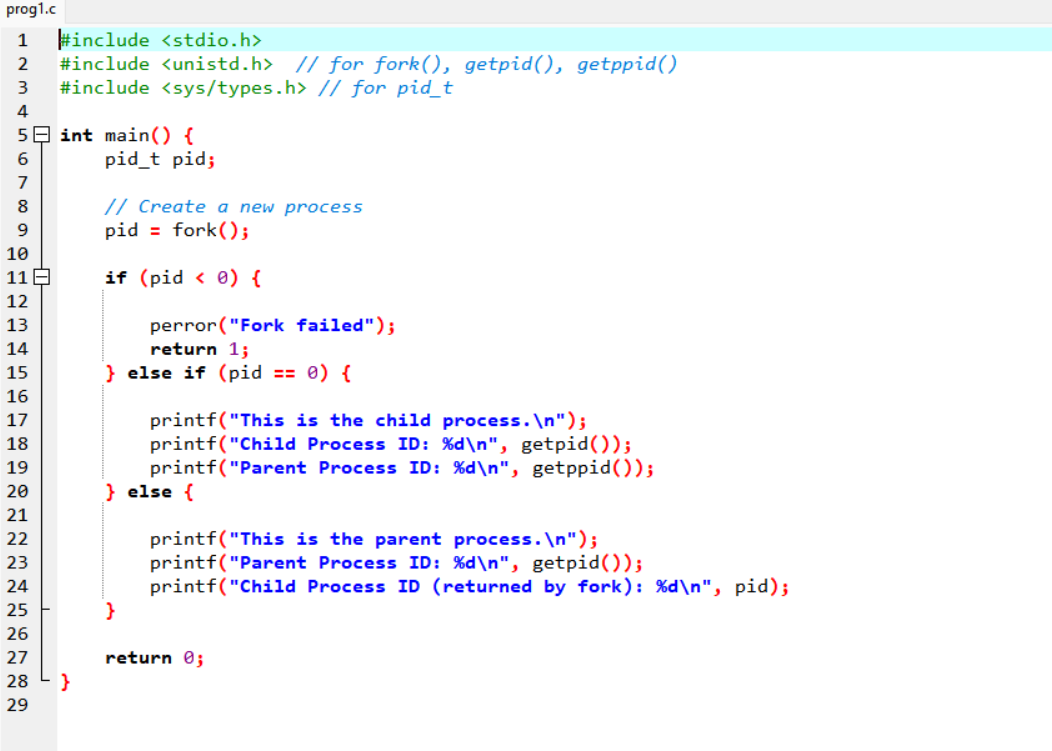 prog1.c
1 #include <stdio.h>
2 #include <unistd.h>  // for fork(), getpid(), getppid()
3 #include <sys/types.h> // for pid_t
4
5 int main() {
6     pid_t pid;
7
8     // Create a new process
9     pid = fork();
10
11     if (pid < 0) {
12
13         perror("Fork failed");
14         return 1;
15     } else if (pid == 0) {
16
17         printf("This is the child process.\n");
18         printf("Child Process ID: %d\n", getpid());
19         printf("Parent Process ID: %d\n", getppid());
20     } else {
21
22         printf("This is the parent process.\n");
23         printf("Parent Process ID: %d\n", getpid());
24         printf("Child Process ID (returned by fork): %d\n", pid);
25     }
26
27     return 0;
28 }
29